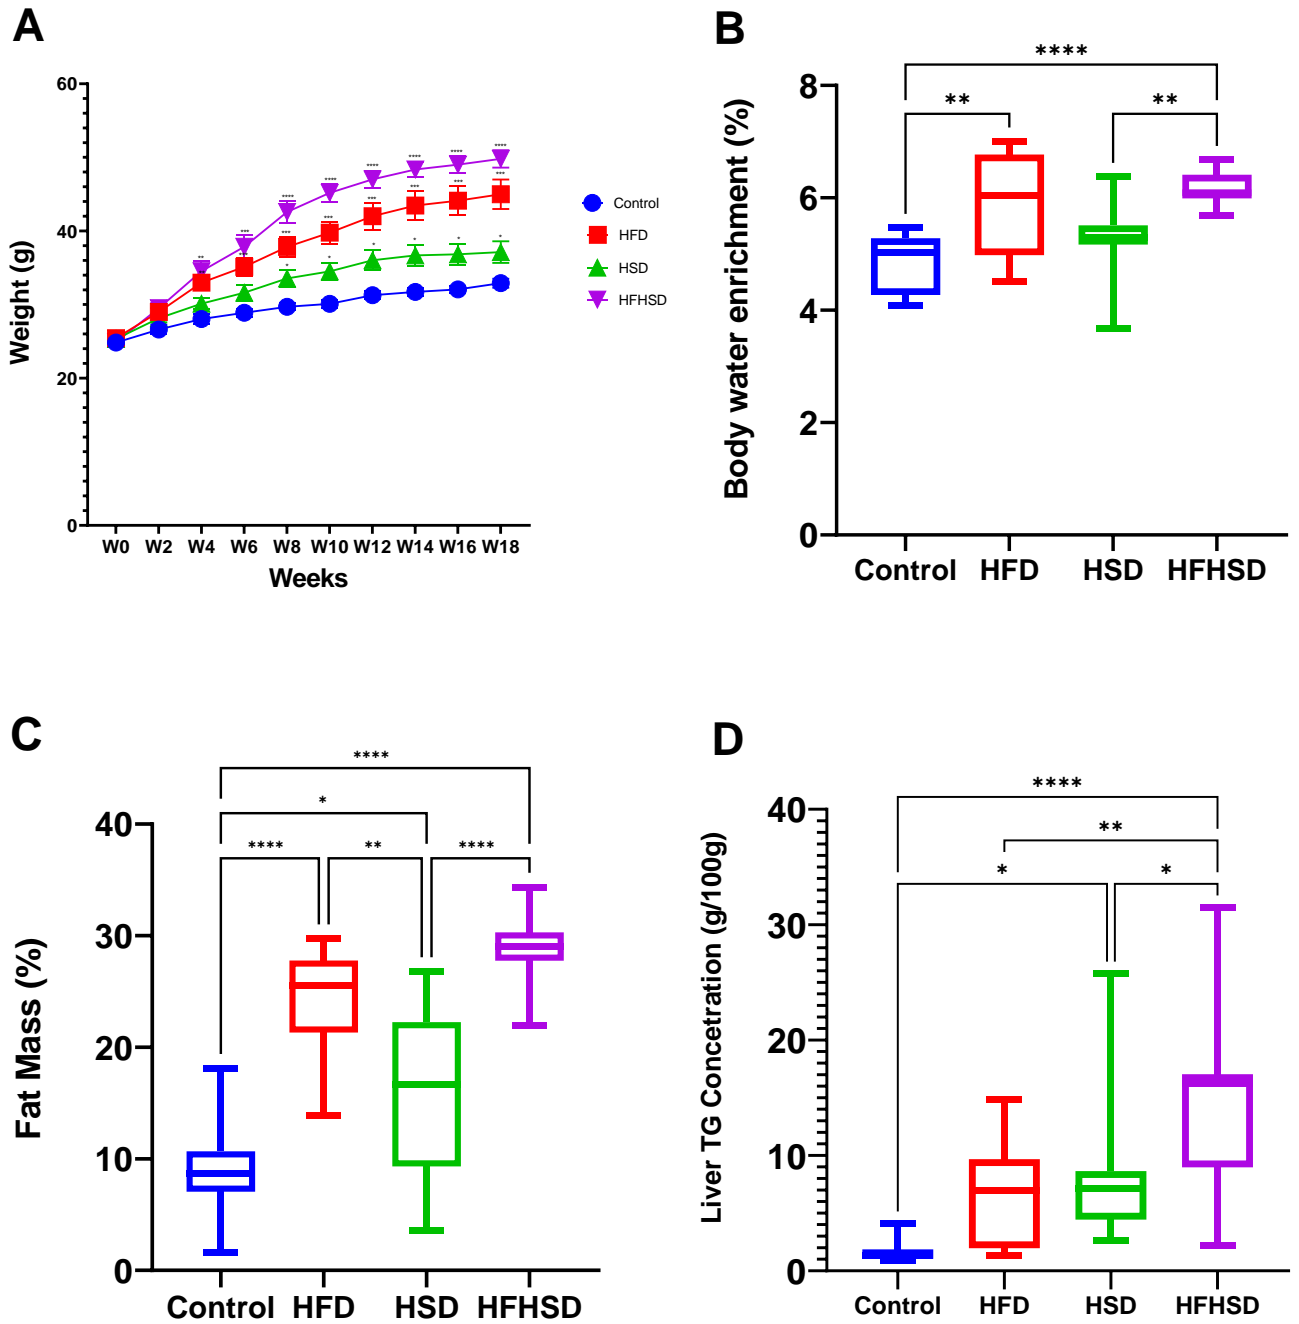 A
60
40
20
0
Weight (g)
**** **** **** **** **** ****
*** *** *** *** *** *** ***
**
* * * * * *
W0 W2 W4 W6 W8 W10 W12 W14 W16 W18
Weeks
Control
HFD
HSD
HFHSD
B
****
** **
8
6
4
2
0
Body water enrichment (%)
Control HFD HSD HFHSD
C
****
*
**** ** ****
40
30
20
10
0
Fat Mass (%)
Control HFD HSD HFHSD
D
****
**
* *
40
30
20
10
0
Liver TG Concetration (g/100g)
Control HFD HSD HFHSD